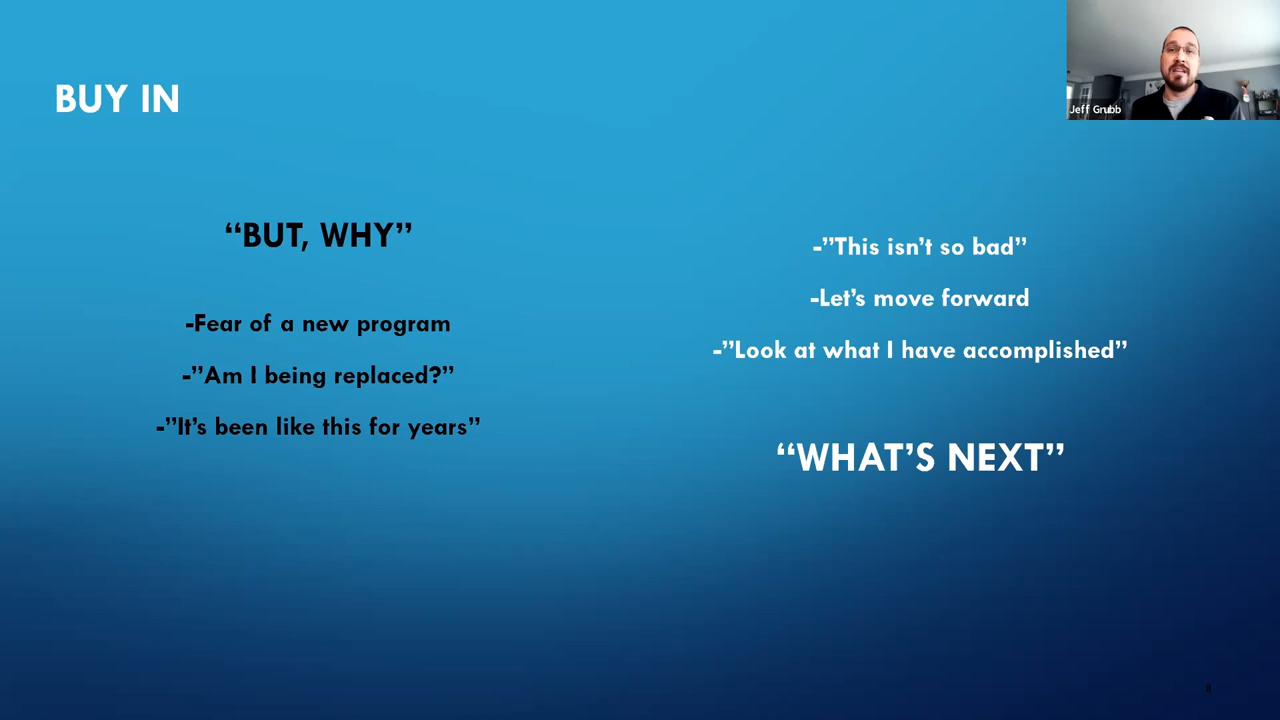 BUY IN
Jeff Grubb
“BUT, WHY”
-Fear of a new program
-”Am I being replaced?”
-”It’s been like this for years”
-”This isn’t so bad”
-Let’s move forward
-”Look at what I have accomplished”
“WHAT’S NEXT”